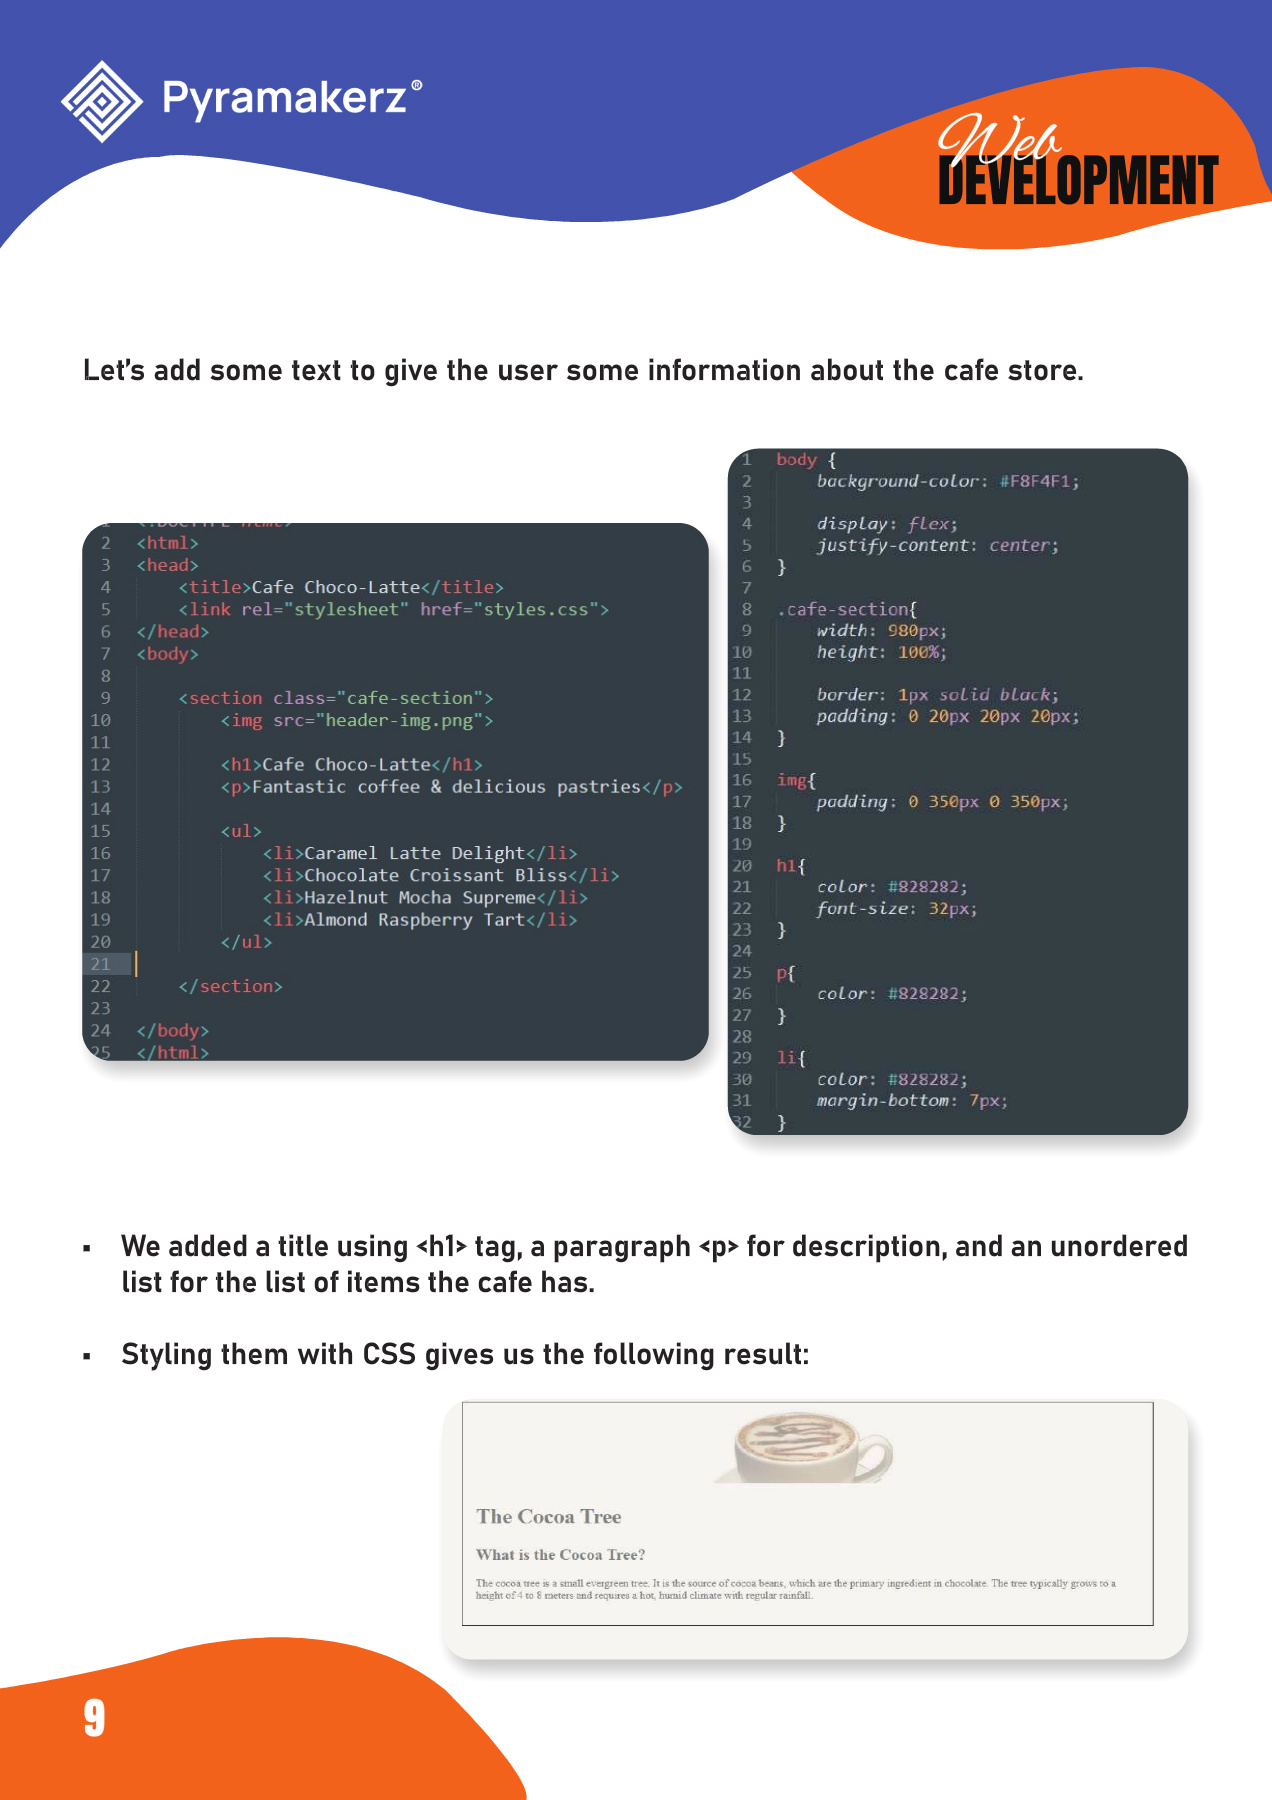 Pyramakerz®
Web
DEVELOPMENT
Let's add some text to give the user some information about the cafe store.
1 <!DOCTYPE html>
2 <html>
3 <head>
4 <title>Cafe Choco-Latte</title>
5 <link rel="stylesheet" href="styles.css">
6 </head>
7 <body>
8
9 <section class="cafe-section">
10 <img src="header-img.png">
11
12 <h1>Cafe Choco-Latte</h1>
13 <p>Fantastic coffee & delicious pastries</p>
14
15 <ul>
16 <li>Caramel Latte Delight</li>
17 <li>Chocolate Croissant Bliss</li>
18 <li>Hazelnut Mocha Supreme</li>
19 <li>Almond Raspberry Tart</li>
20 </ul>
21
22 </section>
23
24 </body>
25 </html>
1 body {
2 background-color: #F8F4F1;
3
4 display: flex;
5 justify-content: center;
6 }
7
8 .cafe-section{
9 width: 980px;
10 height: 100%;
11
12 border: 1px solid black;
13 padding: 0 20px 20px 20px;
14 }
15
16 img{
17 padding: 0 350px 0 350px;
18 }
19
20 h1{
21 color: #828282;
22 font-size: 32px;
23 }
24
25 p{
26 color: #828282;
27 }
28
29 li{
30 color: #828282;
31 margin-bottom: 7px;
32 }
▪ We added a title using <h1> tag, a paragraph <p> for description, and an unordered
list for the list of items the cafe has.
▪ Styling them with CSS gives us the following result:
The Cocoa Tree
What is the Cocoa Tree?
The cocoa tree is a small evergreen tree. It is the source of cocoa beans, which are the primary ingredient in chocolate. The tree typically grows to a
height of 4 to 8 meters and requires a hot, humid climate with regular rainfall.
9